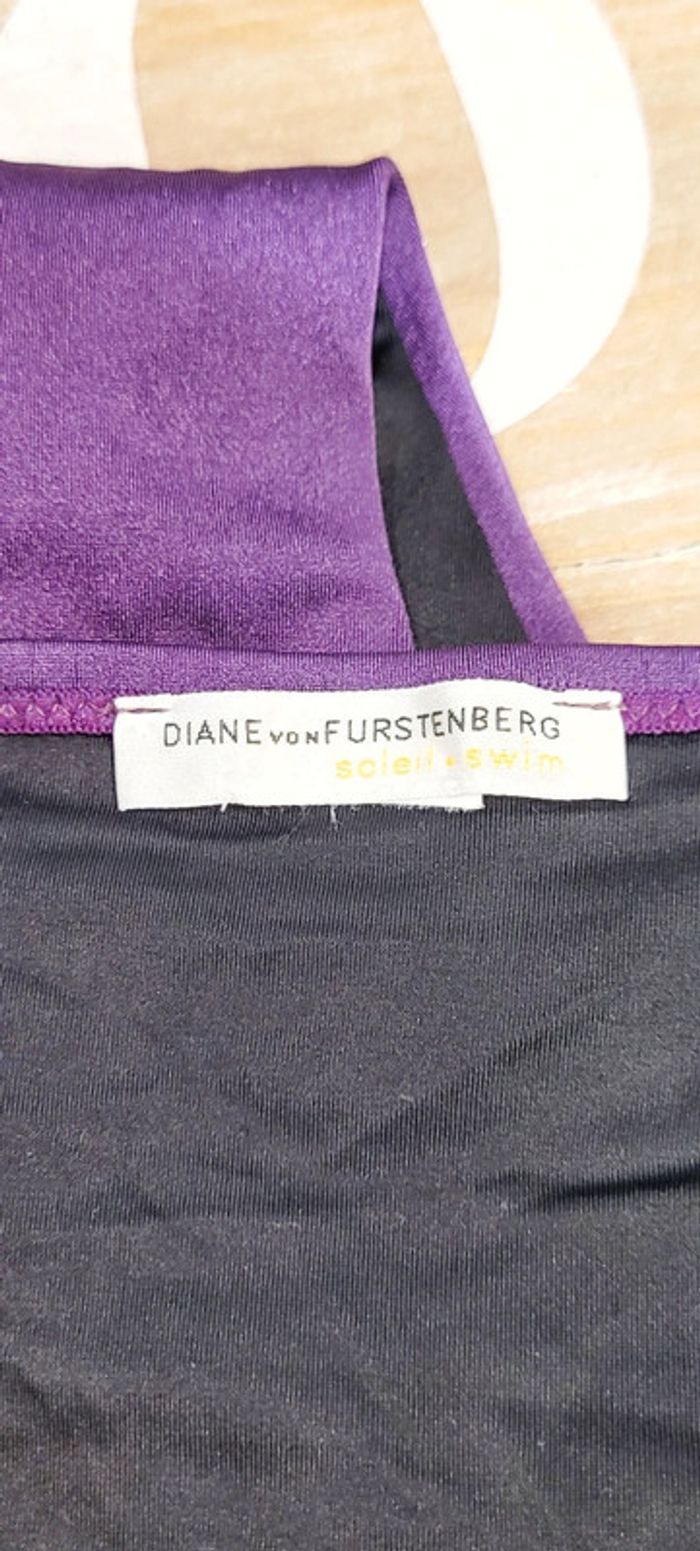 DIANE VON FURSTENBERG
soleil • swim